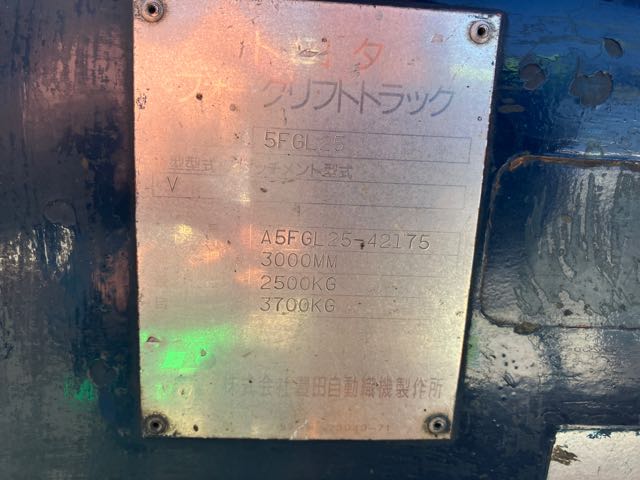 トヨタ
フォークリフトトラック
5FGL25
型式 アタッチメント型式
V
A5FGL25-42175
3000MM
2500KG
3700KG
株式会社豊田自動織機製作所